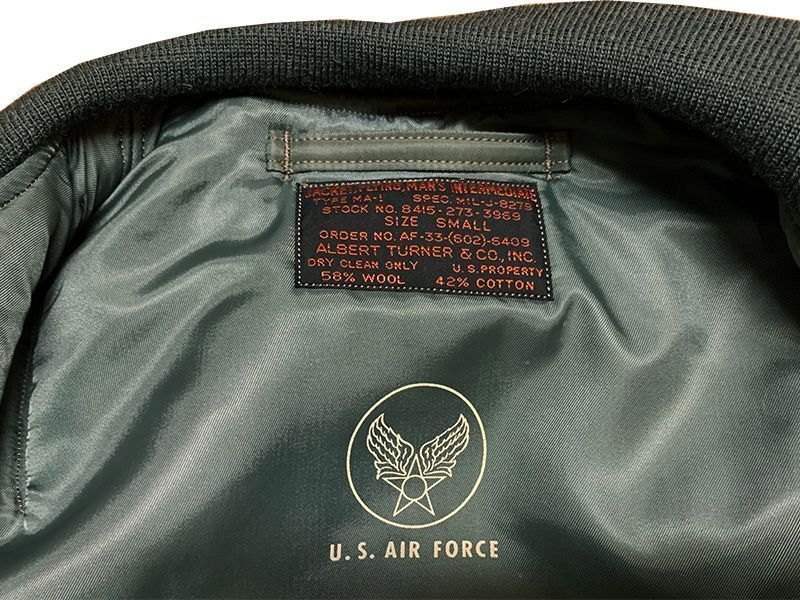 JACKET, FLYING, MAN'S INTERMEDIATE
TYPE MA-1 SPEC. MIL-J-8279
STOCK NO. 8415-273-3969
SIZE SMALL
ORDER NO. AF-33-(602)-6409
ALBERT TURNER & CO., INC.
DRY CLEAN ONLY U.S. PROPERTY
58% WOOL 42% COTTON
U. S. AIR FORCE